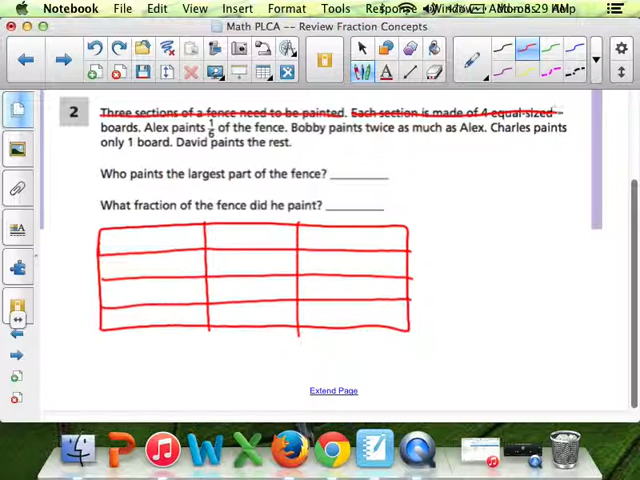 Notebook File Edit View Insert Format Tools
Math PLCA -- Review Fraction Concepts
2
Three sections of a fence need to be painted. Each section is made of 4 equal-sized
boards. Alex paints 1/6 of the fence. Bobby paints twice as much as Alex. Charles paints
only 1 board. David paints the rest.
Who paints the largest part of the fence? ________
What fraction of the fence did he paint? ________
Extend Page